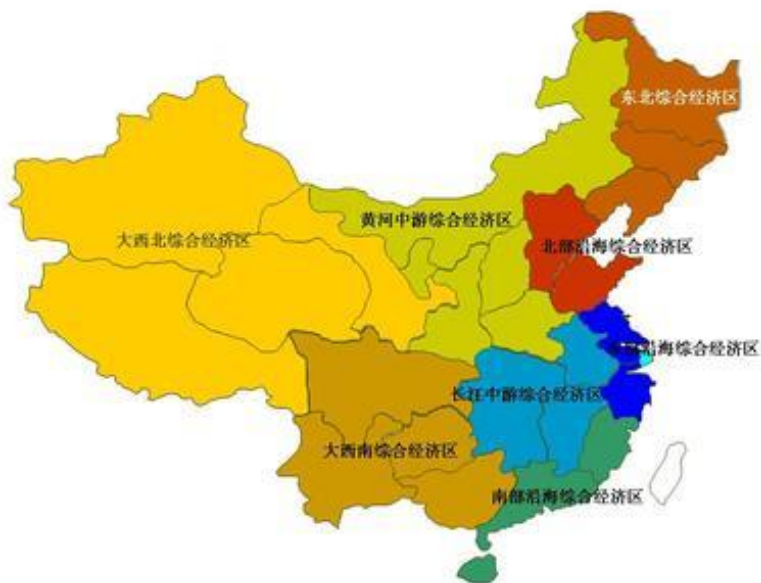 东北综合经济区
黄河中游综合经济区
大西北综合经济区
北部沿海综合经济区
东部沿海综合经济区
长江中游综合经济区
大西南综合经济区
南部沿海综合经济区